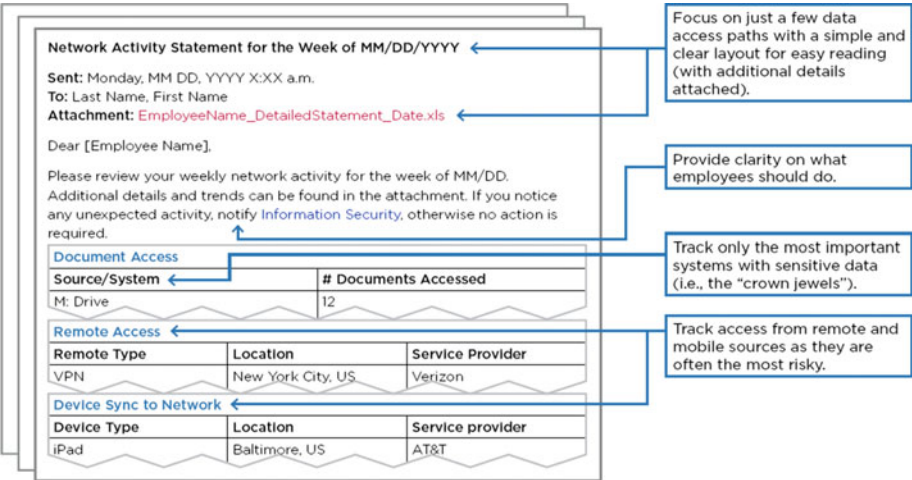 Network Activity Statement for the Week of MM/DD/YYYY
Sent: Monday, MM DD, YYYY X:XX a.m.
To: Last Name, First Name
Attachment: EmployeeName_DetailedStatement_Date.xls
Dear [Employee Name],
Please review your weekly network activity for the week of MM/DD.
Additional details and trends can be found in the attachment. If you notice
any unexpected activity, notify Information Security, otherwise no action is
required.
Document Access
Source/System # Documents Accessed
M: Drive 12
Remote Access
Remote Type Location Service Provider
VPN New York City, US Verizon
Device Sync to Network
Device Type Location Service provider
iPad Baltimore, US AT&T
Focus on just a few data
access paths with a simple and
clear layout for easy reading
(with additional details
attached).
Provide clarity on what
employees should do.
Track only the most important
systems with sensitive data
(i.e., the “crown jewels”).
Track access from remote and
mobile sources as they are
often the most risky.